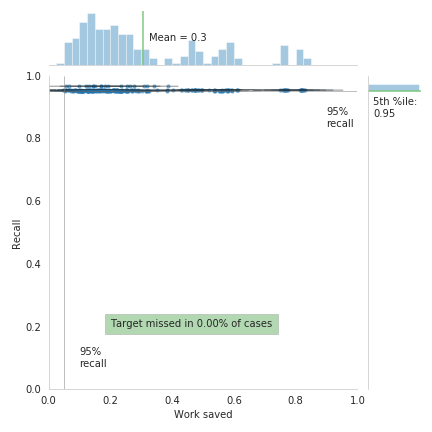 Mean = 0.3
1.0
0.8
0.6
0.4
0.2
0.0
Recall
95%
recall
5th %ile:
0.95
Target missed in 0.00% of cases
95%
recall
0.0
0.2
0.4
0.6
0.8
1.0
Work saved